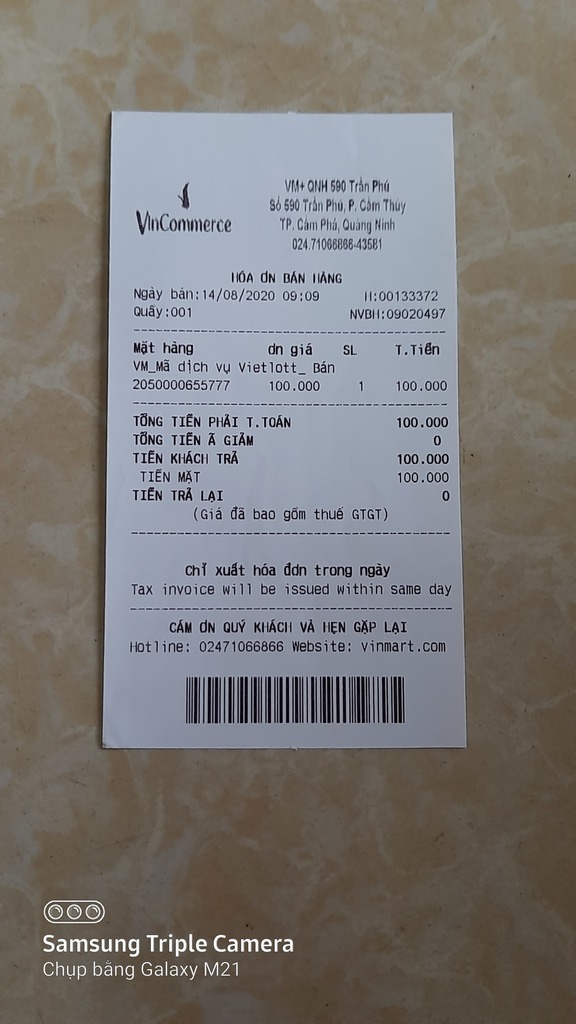 VinCommerce
VM+ QNH 590 Trần Phú
Số 590 Trần Phú, P. Cẩm Thủy
TP. Cẩm Phả, Quảng Ninh
024.71066866-43581
HÓA ƠN BÁN HÀNG
Ngày bán:14/08/2020 09:09 H:00133372
Quầy:001 NVBH:09020497
Mặt hàng ơn giá SL T.Tiền
VM_Mã dịch vụ Vietlott_ Bán
2050000655777 100.000 1 100.000
TỔNG TIỀN PHẢI T.TOÁN 100.000
TỔNG TIỀN Ã GIẢM 0
TIỀN KHÁCH TRẢ 100.000
TIỀN MẶT 100.000
TIỀN TRẢ LẠI 0
(Giá đã bao gồm thuế GTGT)
Chỉ xuất hóa đơn trong ngày
Tax invoice will be issued within same day
CÁM ƠN QUÝ KHÁCH VÀ HẸN GẶP LẠI
Hotline: 02471066866 Website: vinmart.com
Samsung Triple Camera
Chụp bằng Galaxy M21